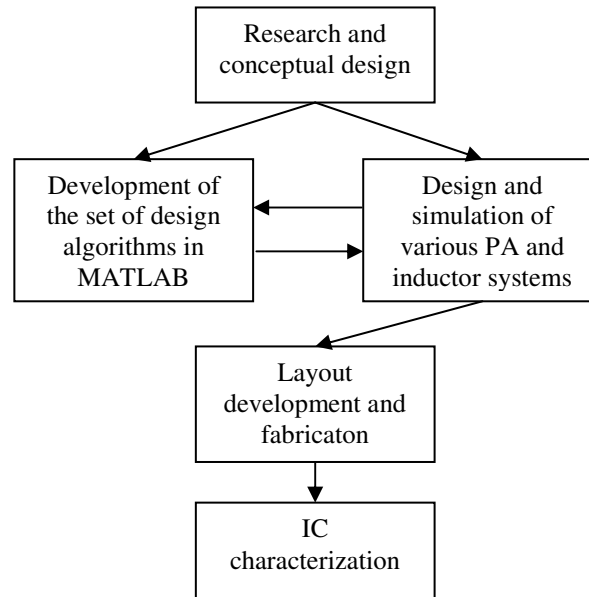 Research and
conceptual design
Development of
the set of design
algorithms in
MATLAB
Design and
simulation of
various PA and
inductor systems
Layout
development and
fabricaton
IC
characterization